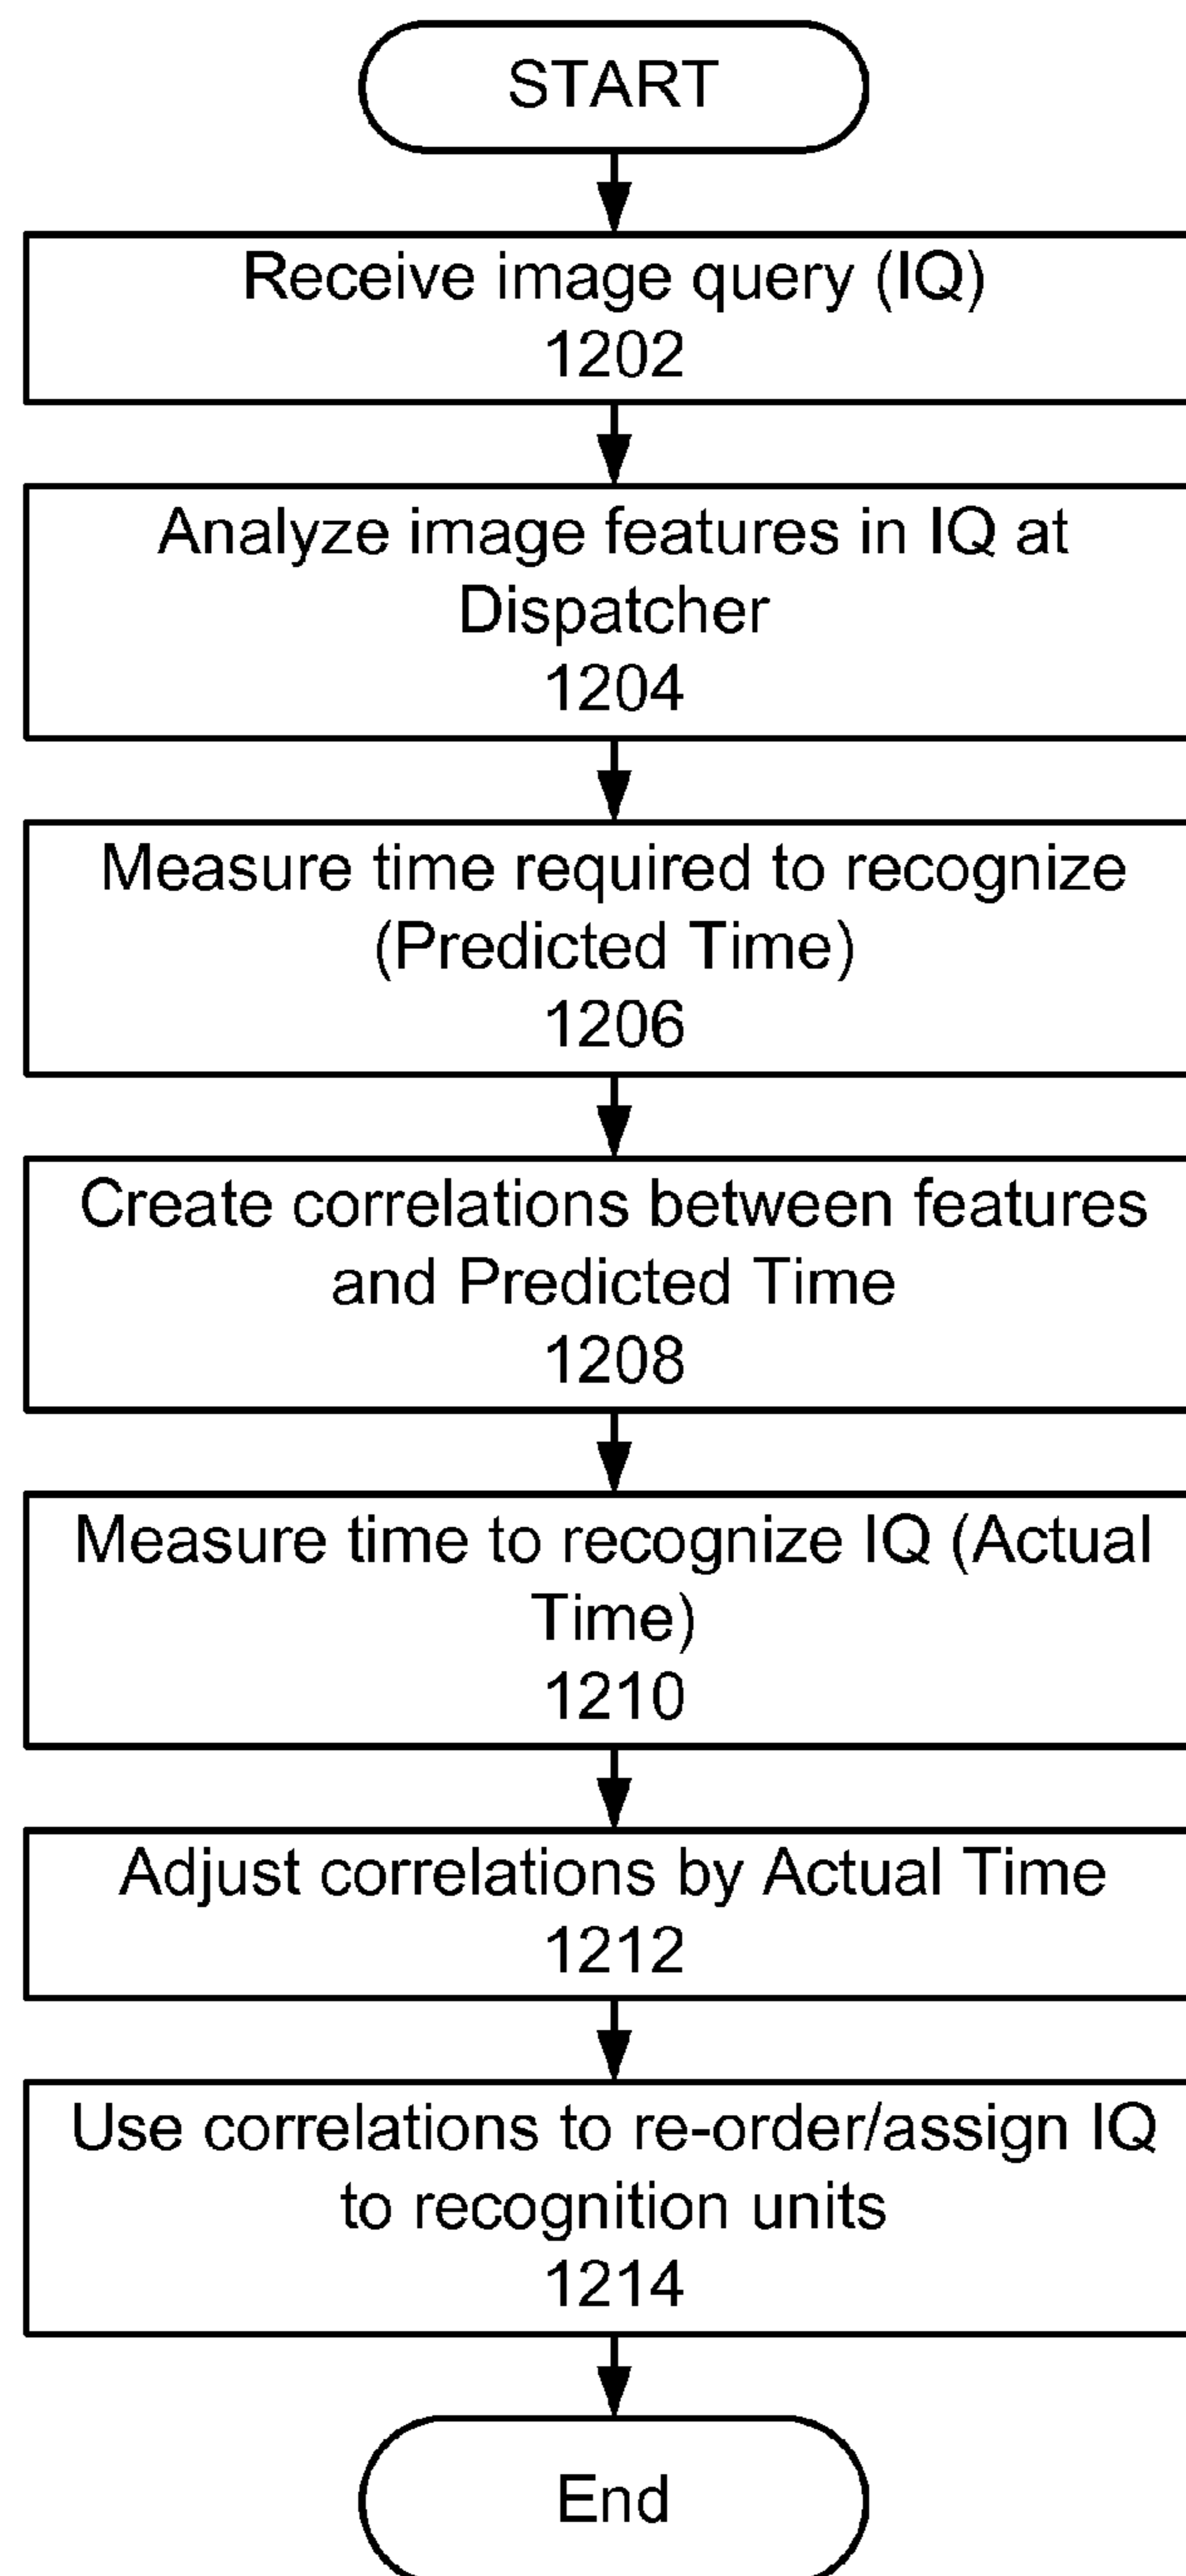 START
Receive image query (IQ)
1202
Analyze image features in IQ at
Dispatcher
1204
Measure time required to recognize
(Predicted Time)
1206
Create correlations between features
and Predicted Time
1208
Measure time to recognize IQ (Actual
Time)
1210
Adjust correlations by Actual Time
1212
Use correlations to re-order/assign IQ
to recognition units
1214
End